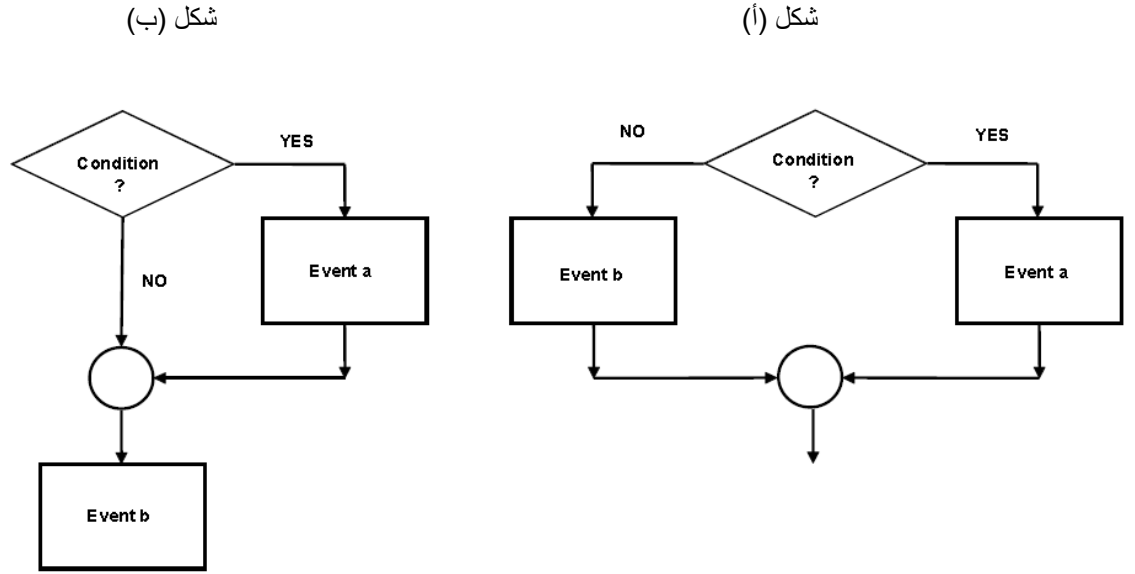 شكل (أ)
شكل (ب)
NO
YES
Condition
?
Event b
Event a
YES
Condition
?
NO
Event a
Event b